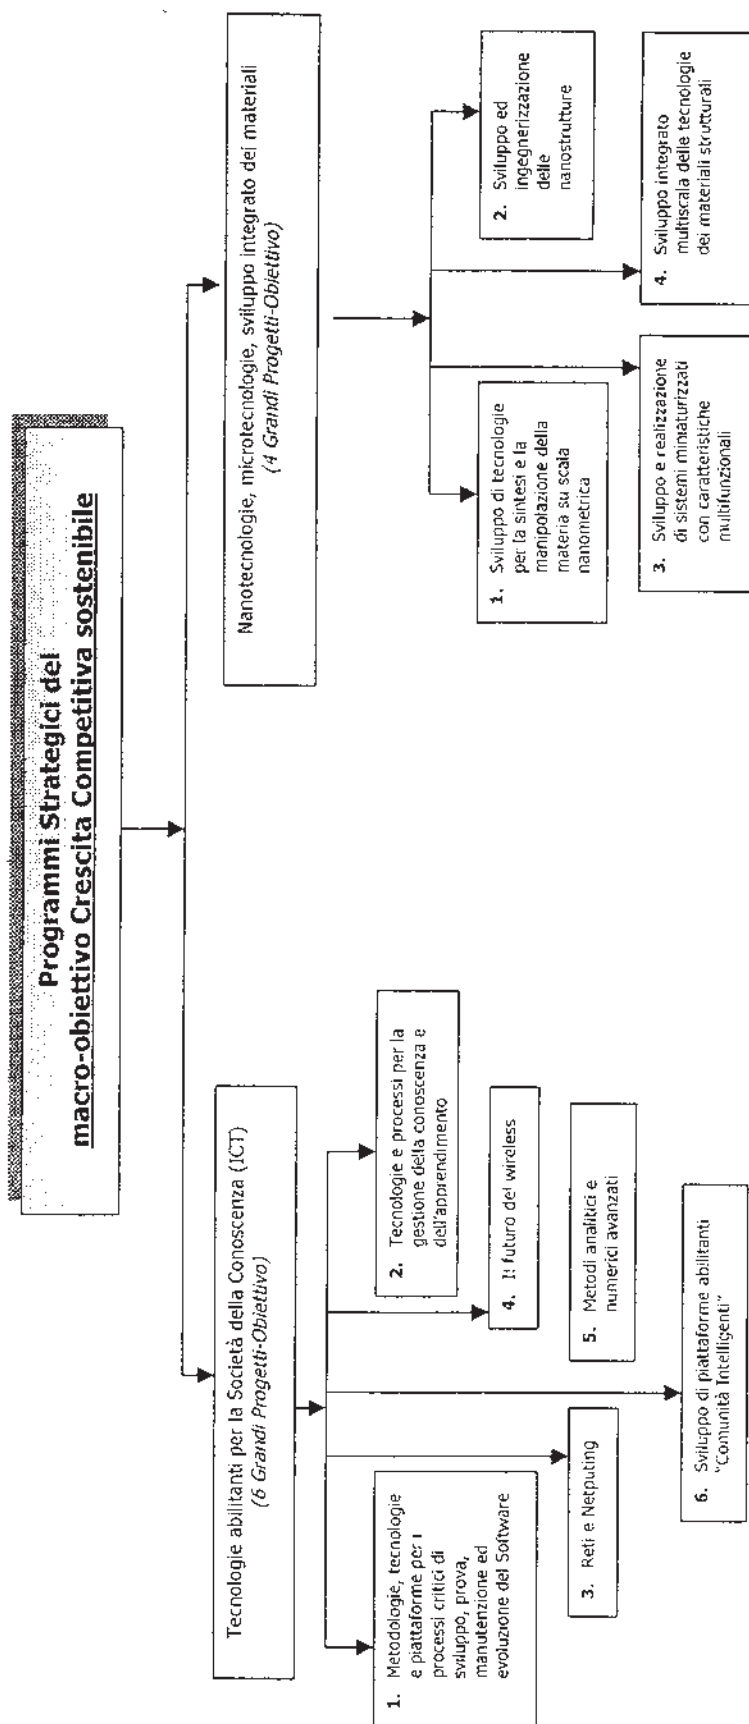 Programmi Strategici del
macro-obiettivo Crescita Competitiva sostenibile
Tecnologie abilitanti per la Società della Conoscenza (ICT)
(6 Grandi Progetti-Obiettivo)
1. Metodologie, tecnologie
e piattaforme per i
processi critici di
sviluppo, prova,
manutenzione ed
evoluzione del Software
2. Tecnologie e processi per la
gestione della conoscenza e
dell'apprendimento
3. Reti e Netputing
4. Il futuro del wireless
5. Metodi analitici e
numerici avanzati
6. Sviluppo di piattaforme abilitanti
"Comunità Intelligenti"
Nanotecnologie, microtecnologie, sviluppo integrato dei materiali
(4 Grandi Progetti-Obiettivo)
1. Sviluppo di tecnologie
per la sintesi e la
manipolazione della
materia su scala
nanometrica
2. Sviluppo ed
ingegnerizzazione
delle
nanostrutture
3. Sviluppo e realizzazione
di sistemi miniaturizzati
con caratteristiche
multifunzionali
4. Sviluppo integrato
multiscala delle tecnologie
dei materiali strutturali